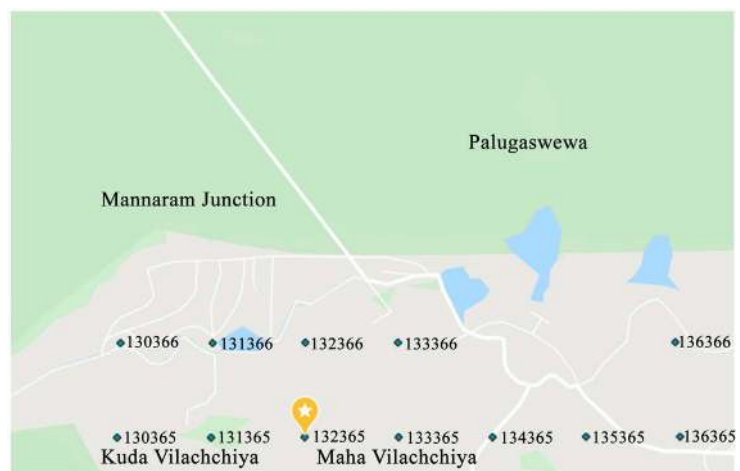 Palugaswewa
Mannaram Junction
130366 131366 132366 133366 136366
130365 131365 132365 133365 134365 135365 136365
Kuda Vilachchiya Maha Vilachchiya